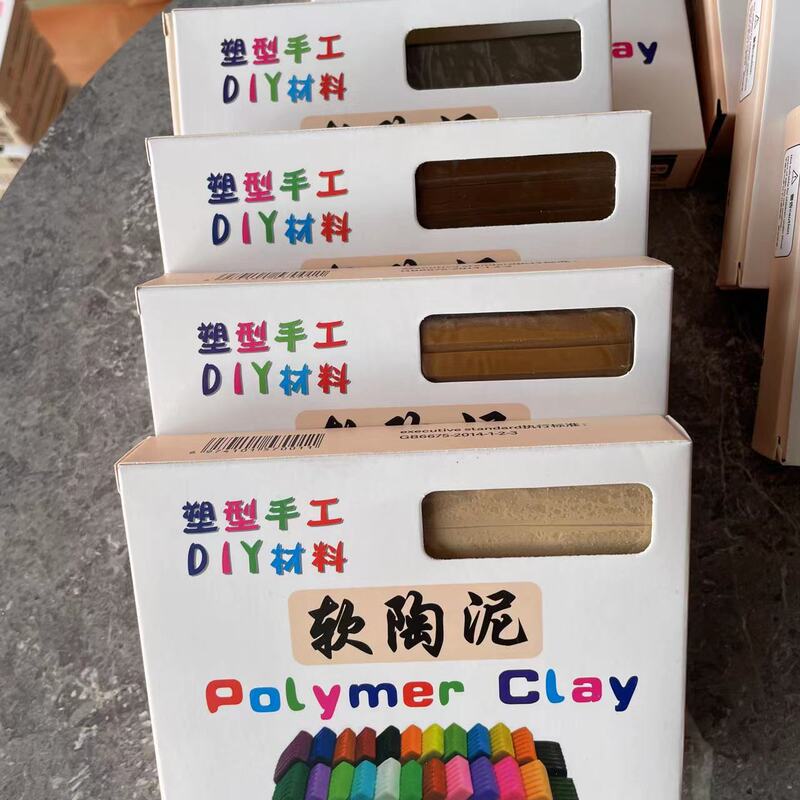 塑型手工
DIY材料
ay
塑型手工
DIY材料
塑型手工
DIY材料
executive standard执行标准:
GB6675-2014-1-2-3
塑型手工
DIY材料
软陶泥
Polymer Clay